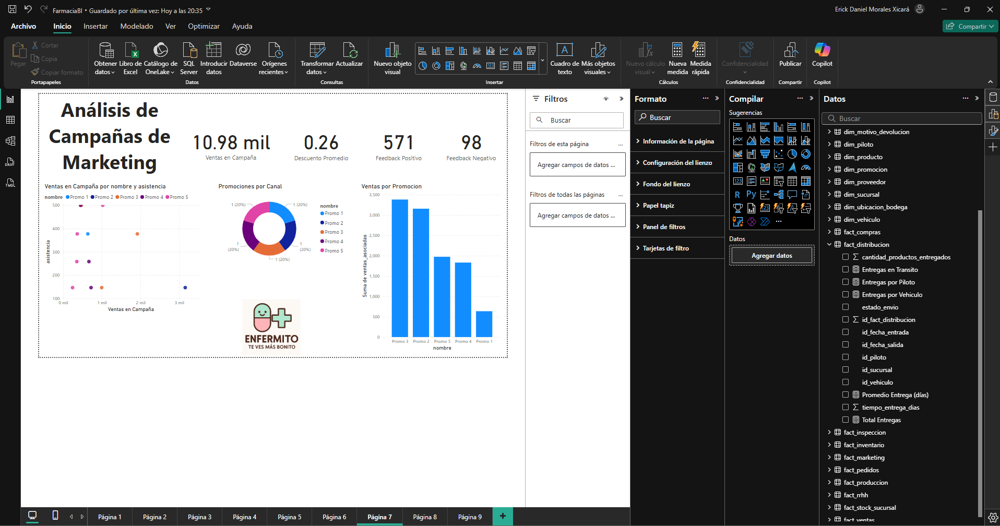 FarmaciaBI • Guardado por última vez: Hoy a las 20:35
Erick Daniel Morales Xicará
Archivo
Inicio
Insertar
Modelado
Ver
Optimizar
Ayuda
Compartir
Pegar
Cortar
Copia
Copiar formato
Portapapeles
Obtener datos
Libro de Excel
Catálogo de OneLake
SQL Server
Introducir datos
Dataverse
Orígenes recientes
Datos
Transformar datos
Actualizar
Consultas
Nuevo objeto visual
Cuadro de texto
Más objetos visuales
Insertar
Nuevo cálculo visual
Nueva medida
Medida rápida
Cálculos
Confidencialidad
Confidencialidad
Publicar
Compartir
Copilot
Copilot
DAX
TMDL
Análisis de
Campañas de
Marketing
10.98 mil
Ventas en Campaña
0.26
Descuento Promedio
571
Feedback Positivo
98
Feedback Negativo
Ventas en Campaña por nombre y asistencia
nombre Promo 1 Promo 2 Promo 3 Promo 4 Promo 5
500
400
300
200
100
asistencia
0 mil 1 mil 2 mil 3 mil
Ventas en Campaña
Promociones por Canal
1 (20%)
1 (20%)
1
(20%)
1
(20%)
1 (20%)
nombre
Promo 1
Promo 2
Promo 3
Promo 4
Promo 5
ENFERMITO
TE VES MÁS BONITO
Ventas por Promocion
3,500
3,000
2,500
2,000
1,500
1,000
500
0
Suma de ventas_asociadas
Promo 3 Promo 2 Promo 5 Promo 4 Promo 1
nombre
Filtros
Buscar
Filtros de esta página
Agregar campos de datos ...
Filtros de todas las páginas
Agregar campos de datos ...
Formato
Buscar
Información de la página
Configuración del lienzo
Fondo del lienzo
Papel tapiz
Panel de filtros
Tarjetas de filtro
Compilar
Sugerencias
123
R Py
Datos
Agregar datos
Datos
Buscar
dim_motivo_devolucion
dim_piloto
dim_producto
dim_promocion
dim_proveedor
dim_sucursal
dim_ubicacion_bodega
dim_vehiculo
fact_compras
fact_distribucion
cantidad_productos_entregados
Entregas en Transito
Entregas por Piloto
Entregas por Vehiculo
estado_envio
id_fact_distribucion
id_fecha_entrada
id_fecha_salida
id_piloto
id_sucursal
id_vehiculo
Promedio Entrega (días)
tiempo_entrega_dias
Total Entregas
fact_inspeccion
fact_inventario
fact_marketing
fact_pedidos
fact_produccion
fact_rrhh
fact_stock_sucursal
fact_ventas
Página 1
Página 2
Página 3
Página 4
Página 5
Página 6
Página 7
Página 8
Página 9